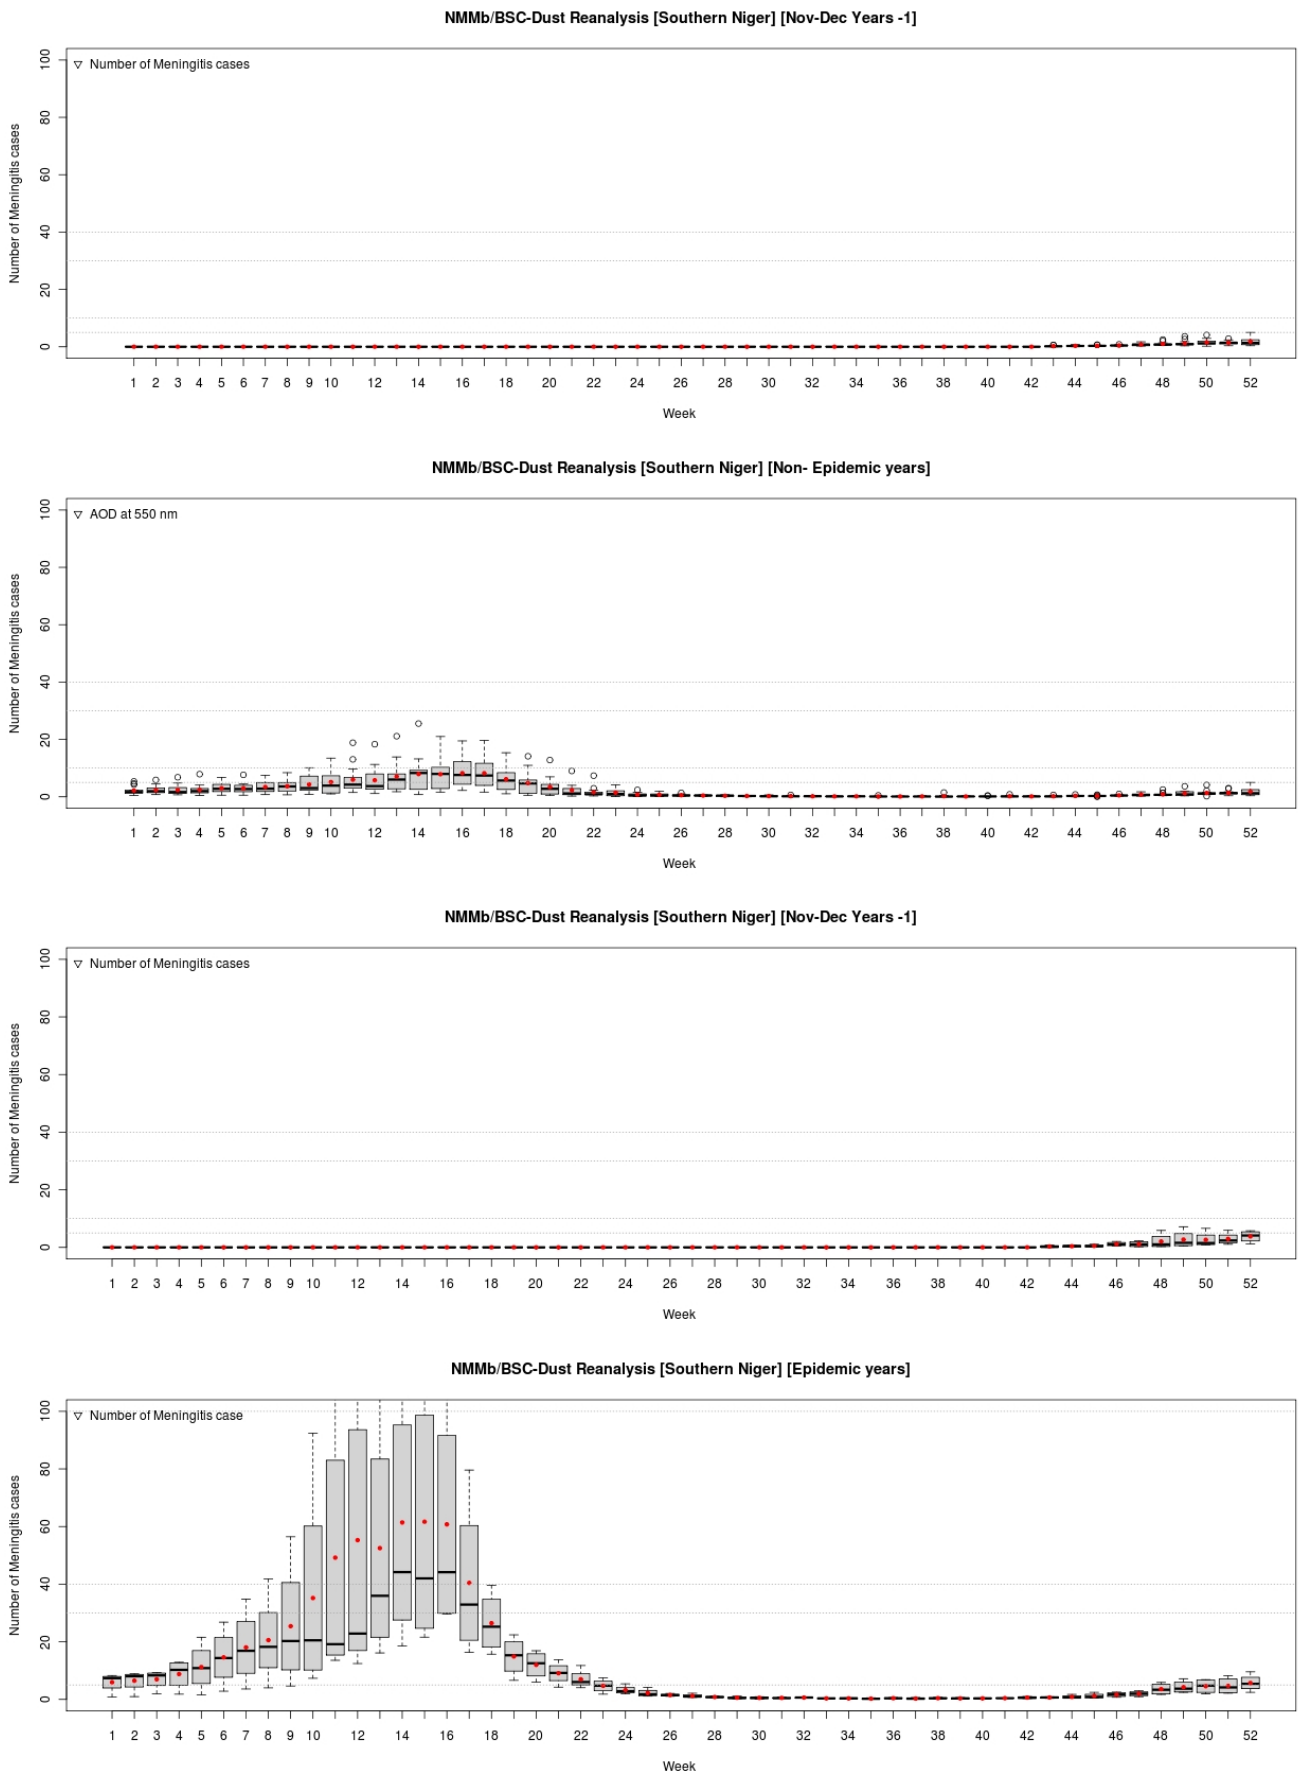 NMMb/BSC-Dust Reanalysis [Southern Niger] [Nov-Dec Years -1]
▽ Number of Meningitis cases
Number of Meningitis cases
100
80
60
40
20
0
1 2 3 4 5 6 7 8 9 10 12 14 16 18 20 22 24 26 28 30 32 34 36 38 40 42 44 46 48 50 52
Week
NMMb/BSC-Dust Reanalysis [Southern Niger] [Non- Epidemic years]
▽ AOD at 550 nm
Number of Meningitis cases
100
80
60
40
20
0
1 2 3 4 5 6 7 8 9 10 12 14 16 18 20 22 24 26 28 30 32 34 36 38 40 42 44 46 48 50 52
Week
NMMb/BSC-Dust Reanalysis [Southern Niger] [Nov-Dec Years -1]
▽ Number of Meningitis cases
Number of Meningitis cases
100
80
60
40
20
0
1 2 3 4 5 6 7 8 9 10 12 14 16 18 20 22 24 26 28 30 32 34 36 38 40 42 44 46 48 50 52
Week
NMMb/BSC-Dust Reanalysis [Southern Niger] [Epidemic years]
▽ Number of Meningitis case
Number of Meningitis cases
100
80
60
40
20
0
1 2 3 4 5 6 7 8 9 10 12 14 16 18 20 22 24 26 28 30 32 34 36 38 40 42 44 46 48 50 52
Week